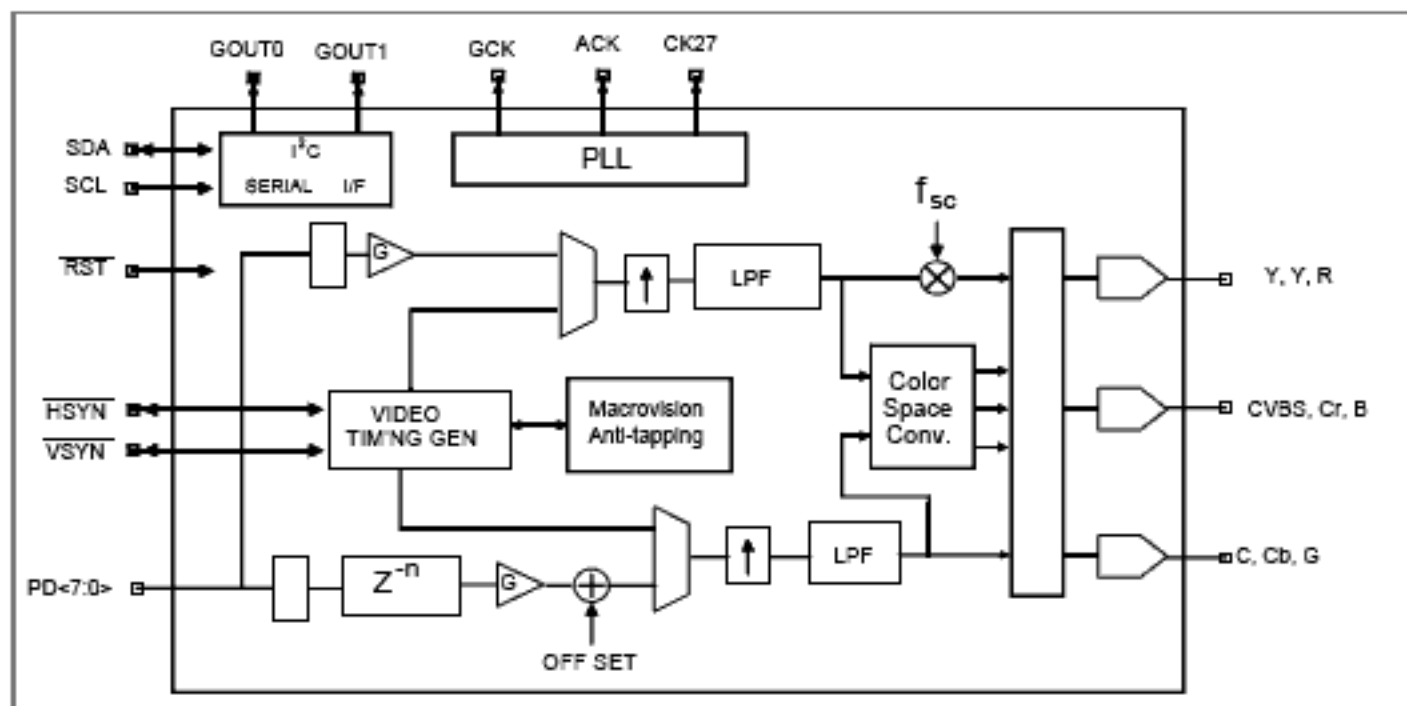 GOUT0
GOUT1
GCK
ACK
CK27
SDA
SCL
I²C
SERIAL I/F
PLL
RST
G
LPF
fsc
Y, Y, R
HSYN
VSYN
VIDEO
TIM'NG GEN
Macrovision
Anti-tapping
Color
Space
Conv.
CVBS, Cr, B
PD<7:0>
Z⁻ⁿ
G
LPF
C, Cb, G
OFF SET